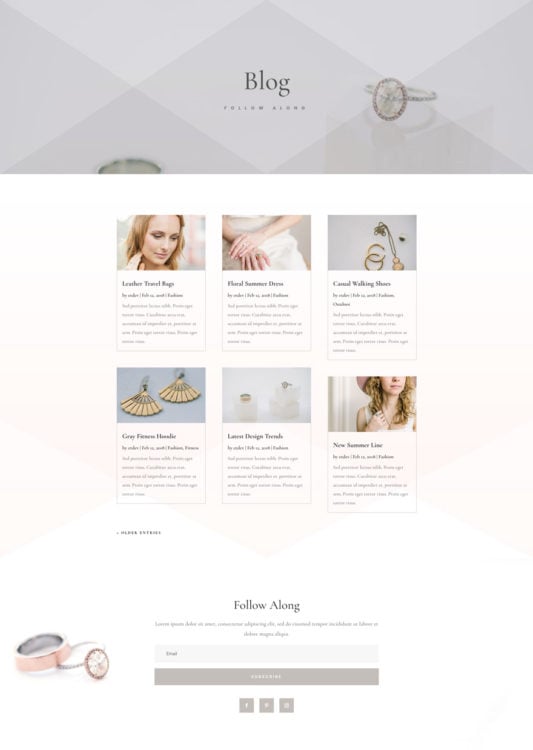 Blog
FOLLOW ALONG
Leather Travel Bags
by etdev | Feb 12, 2018 | Fashion
Sed porttitor lectus nibh. Proin eget
tortor risus. Curabitur arcu erat,
accumsan id imperdiet et, porttitor at
sem. Proin eget tortor risus. Proin eget
tortor risus.
Floral Summer Dress
by etdev | Feb 12, 2018 | Fashion
Sed porttitor lectus nibh. Proin eget
tortor risus. Curabitur arcu erat,
accumsan id imperdiet et, porttitor at
sem. Proin eget tortor risus. Proin eget
tortor risus.
Casual Walking Shoes
by etdev | Feb 12, 2018 | Fashion,
Outdoor
Sed porttitor lectus nibh. Proin eget
tortor risus. Curabitur arcu erat,
accumsan id imperdiet et, porttitor at
sem. Proin eget tortor risus. Proin eget
tortor risus.
Gray Fitness Hoodie
by etdev | Feb 12, 2018 | Fashion, Fitness
Sed porttitor lectus nibh. Proin eget
tortor risus. Curabitur arcu erat,
accumsan id imperdiet et, porttitor at
sem. Proin eget tortor risus. Proin eget
tortor risus.
Latest Design Trends
by etdev | Feb 12, 2018 | Fashion
Sed porttitor lectus nibh. Proin eget
tortor risus. Curabitur arcu erat,
accumsan id imperdiet et, porttitor at
sem. Proin eget tortor risus. Proin eget
tortor risus.
New Summer Line
by etdev | Feb 12, 2018 | Fashion
Sed porttitor lectus nibh. Proin eget
tortor risus. Curabitur arcu erat,
accumsan id imperdiet et, porttitor at
sem. Proin eget tortor risus. Proin eget
tortor risus.
« OLDER ENTRIES
Follow Along
Lorem ipsum dolor sit amet, consectetur adipiscing elit, sed do eiusmod tempor incididunt ut labore et
dolore magna aliqua.
Email
SUBSCRIBE